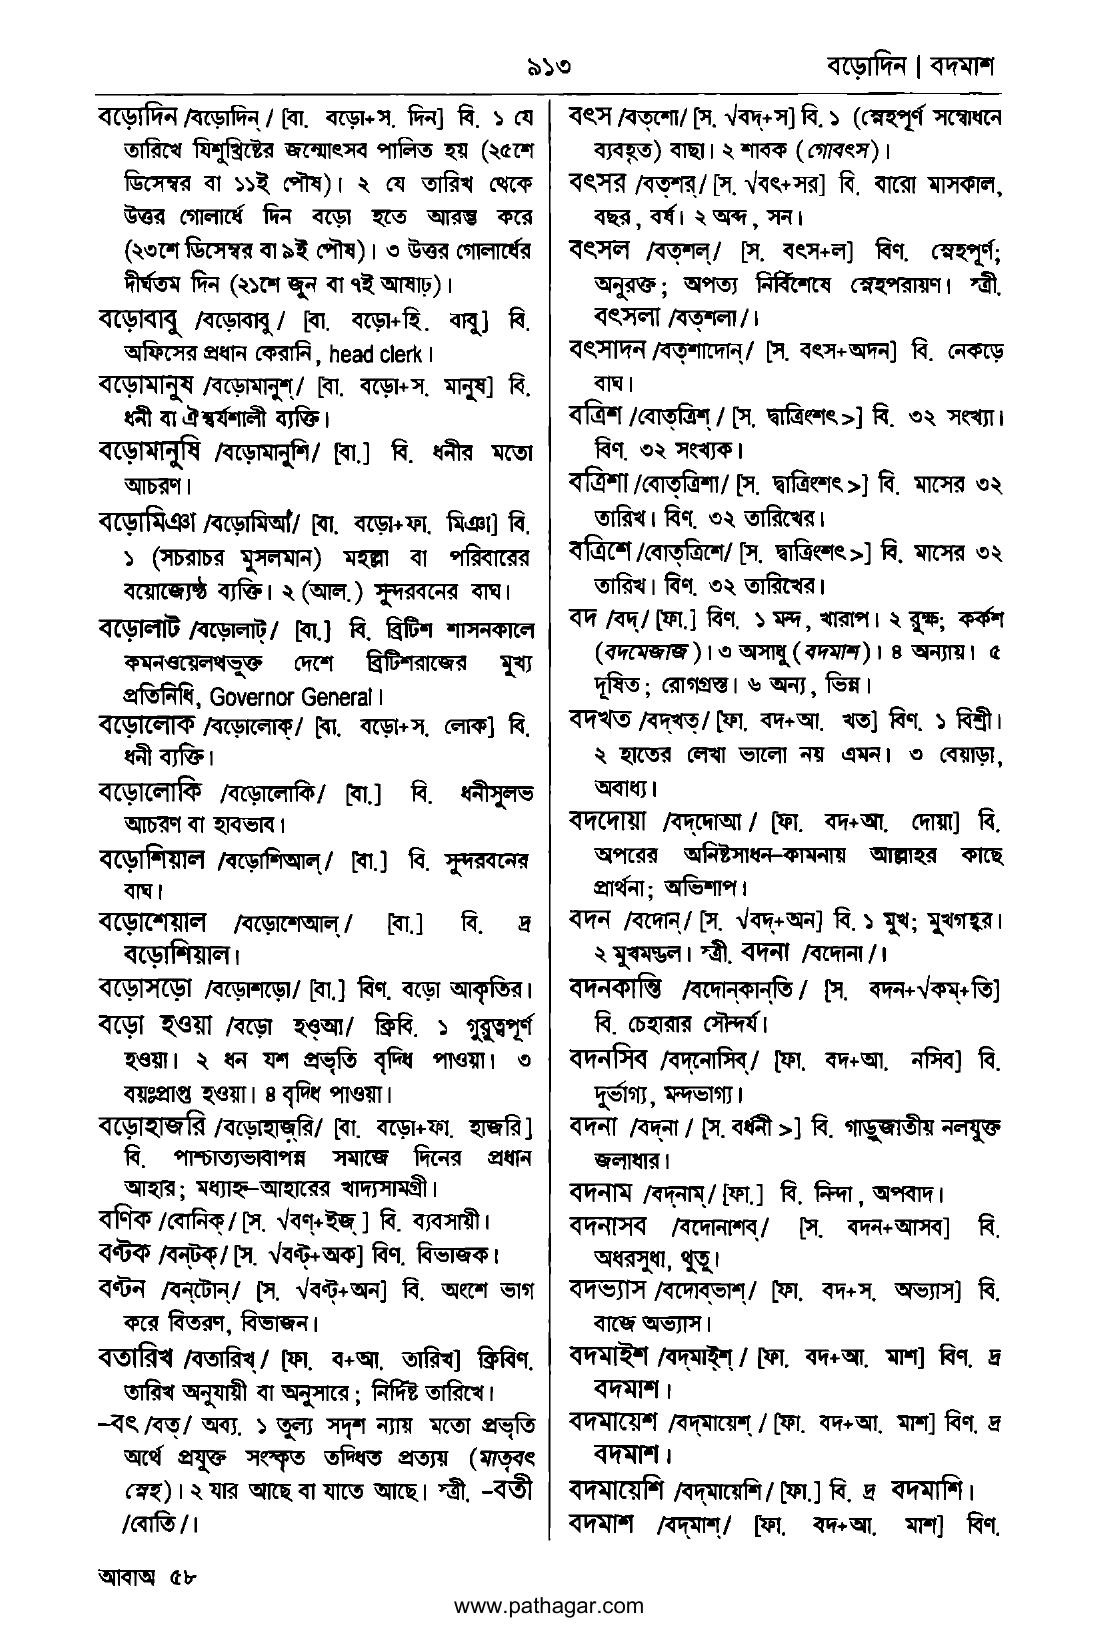 ৯১৩
বড়োদিন | বদমাশ
বড়োদিন /বড়োদিন্/ [বা. বড়ো+স. দিন] বি. ১ যে
তারিখে যিশুখ্রিষ্টের জন্মোৎসব পালিত হয় (২৫শে
ডিসেম্বর বা ১১ই পৌষ)। ২ যে তারিখ থেকে
উত্তর গোলার্ধে দিন বড়ো হতে আরম্ভ করে
(২৩শে ডিসেম্বর বা ৯ই পৌষ)। ৩ উত্তর গোলার্ধের
দীর্ঘতম দিন (২১শে জুন বা ৭ই আষাঢ়)।
বড়োবাবু /বড়োবাবু/ [বা. বড়ো+হি. বাবু] বি.
অফিসের প্রধান কেরানি, head clerk।
বড়োমানুষ /বড়োমানুশ্/ [বা. বড়ো+স. মানুষ] বি.
ধনী বা ঐশ্বর্যশালী ব্যক্তি।
বড়োমানুষি /বড়োমানুশি/ [বা.] বি. ধনীর মতো
আচরণ।
বড়োমিঞা /বড়োমিআঁ/ [বা. বড়ো+ফা. মিঞা] বি.
১ (সচরাচর মুসলমান) মহল্লা বা পরিবারের
বয়োজ্যেষ্ঠ ব্যক্তি। ২ (আল.) সুন্দরবনের বাঘ।
বড়োলাট /বড়োলাট্/ [বা.] বি. ব্রিটিশ শাসনকালে
কমনওয়েলথভুক্ত দেশে ব্রিটিশরাজের মুখ্য
প্রতিনিধি, Governor General।
বড়োলোক /বড়োলোক্/ [বা. বড়ো+স. লোক] বি.
ধনী ব্যক্তি।
বড়োলোকি /বড়োলোকি/ [বা.] বি. ধনীসুলভ
আচরণ বা হাবভাব।
বড়োশিয়াল /বড়োশিআল্/ [বা.] বি. সুন্দরবনের
বাঘ।
বড়োশেয়াল /বড়োশেআল্/ [বা.] বি. দ্র
বড়োশিয়াল।
বড়োসড়ো /বড়োশড়ো/ [বা.] বিণ. বড়ো আকৃতির।
বড়ো হওয়া /বড়ো হও্আ/ ক্রিবি. ১ গুরুত্বপূর্ণ
হওয়া। ২ ধন যশ প্রভৃতি বৃদ্ধি পাওয়া। ৩
বয়ঃপ্রাপ্ত হওয়া। ৪ বৃদ্ধি পাওয়া।
বড়োহাজরি /বড়োহাজ়্রি/ [বা. বড়ো+ফা. হাজরি]
বি. পাশ্চাত্যভাবাপন্ন সমাজে দিনের প্রধান
আহার; মধ্যাহ্ন–আহারের খাদ্যসামগ্রী।
বণিক /বোনিক্/ [স. √বণ্+ইজ্] বি. ব্যবসায়ী।
বণ্টক /বন্‌টক্/ [স. √বণ্ট্+অক] বিণ. বিভাজক।
বণ্টন /বন্‌টোন্/ [স. √বণ্ট্+অন] বি. অংশে ভাগ
করে বিতরণ, বিভাজন।
বতারিখ /বতারিখ্/ [ফা. ব+আ. তারিখ] ক্রিবিণ.
তারিখ অনুযায়ী বা অনুসারে; নির্দিষ্ট তারিখে।
–বৎ /বত্/ অব্য. ১ তুল্য সদৃশ ন্যায় মতো প্রভৃতি
অর্থে প্রযুক্ত সংস্কৃত তদ্ধিত প্রত্যয় (মাতৃবৎ
স্নেহ)। ২ যার আছে বা যাতে আছে। স্ত্রী. –বতী
/বোতি/।
আবাঅ ৫৮
বৎস /বত্‌শো/ [স. √বদ্+স] বি. ১ (স্নেহপূর্ণ সম্বোধনে
ব্যবহৃত) বাছা। ২ শাবক (গোবৎস)।
বৎসর /বত্‌শর্/ [স. √বৎ+সর] বি. বারো মাসকাল,
বছর, বর্ষ। ২ অব্দ, সন।
বৎসল /বত্‌শল্/ [স. বৎস+ল] বিণ. স্নেহপূর্ণ;
অনুরক্ত; অপত্য নির্বিশেষে স্নেহপরায়ণ। স্ত্রী.
বৎসলা /বত্‌শলা/।
বৎসাদন /বত্‌শাদোন্/ [স. বৎস+অদন] বি. নেকড়ে
বাঘ।
বত্রিশ /বোত্‌ত্রিশ্/ [স. দ্বাত্রিংশৎ >] বি. ৩২ সংখ্যা।
বিণ. ৩২ সংখ্যক।
বত্রিশা /বোত্‌ত্রিশা/ [স. দ্বাত্রিংশৎ >] বি. মাসের ৩২
তারিখ। বিণ. ৩২ তারিখের।
বত্রিশে /বোত্‌ত্রিশে/ [স. দ্বাত্রিংশৎ >] বি. মাসের ৩২
তারিখ। বিণ. ৩২ তারিখের।
বদ /বদ্/ [ফা.] বিণ. ১ মন্দ, খারাপ। ২ রুক্ষ; কর্কশ
(বদমেজাজ)। ৩ অসাধু (বদমাশ)। ৪ অন্যায়। ৫
দূষিত; রোগগ্রস্ত। ৬ অন্য, ভিন্ন।
বদখত /বদ্‌খত্/ [ফা. বদ+আ. খত] বিণ. ১ বিশ্রী।
২ হাতের লেখা ভালো নয় এমন। ৩ বেয়াড়া,
অবাধ্য।
বদদোয়া /বদ্‌দোআ/ [ফা. বদ+আ. দোয়া] বি.
অপরের অনিষ্টসাধন–কামনায় আল্লাহর কাছে
প্রার্থনা; অভিশাপ।
বদন /বদোন্/ [স. √বদ্+অন] বি. ১ মুখ; মুখগহ্বর।
২ মুখমন্ডল। স্ত্রী. বদনা /বদোনা/।
বদনকান্তি /বদোন্‌কান্‌তি/ [স. বদন+√কম্+তি]
বি. চেহারার সৌন্দর্য।
বদনসিব /বদ্‌নোসিব্/ [ফা. বদ+আ. নসিব] বি.
দুর্ভাগ্য, মন্দভাগ্য।
বদনা /বদ্‌না/ [স. বর্ধনী >] বি. গাড়ুজাতীয় নলযুক্ত
জলাধার।
বদনাম /বদ্‌নাম্/ [ফা.] বি. নিন্দা, অপবাদ।
বদনাসব /বদোনাশব্/ [স. বদন+আসব] বি.
অধরসুধা, থুতু।
বদভ্যাস /বদোব্‌ভাশ্/ [ফা. বদ+স. অভ্যাস] বি.
বাজে অভ্যাস।
বদমাইশ /বদ্‌মাই্শ্/ [ফা. বদ+আ. মাশ] বিণ. দ্র
বদমাশ।
বদমায়েশ /বদ্‌মায়েশ্/ [ফা. বদ+আ. মাশ] বিণ. দ্র
বদমাশ।
বদমায়েশি /বদ্‌মায়েশি/ [ফা.] বি. দ্র বদমাশি।
বদমাশ /বদ্‌মাশ্/ [ফা. বদ+আ. মাশ] বিণ.
www.pathagar.com